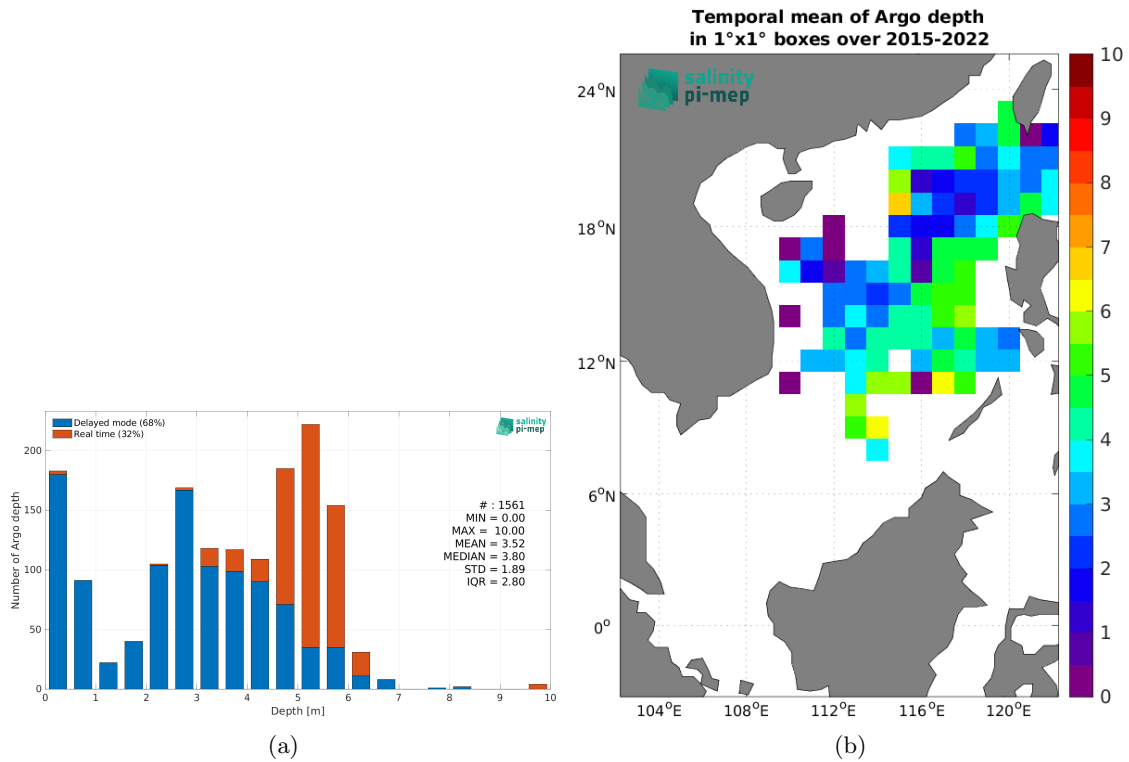 Delayed mode (68%)
Real time (32%)
salinity
pi-mep
200
150
100
50
0
Number of Argo depth
# : 1561
MIN = 0.00
MAX = 10.00
MEAN = 3.52
MEDIAN = 3.80
STD = 1.89
IQR = 2.80
0 1 2 3 4 5 6 7 8 9 10
Depth [m]
(a)
Temporal mean of Argo depth
in 1°x1° boxes over 2015-2022
salinity
pi-mep
24°N
18°N
12°N
6°N
0°
104°E 108°E 112°E 116°E 120°E
10
9
8
7
6
5
4
3
2
1
0
(b)